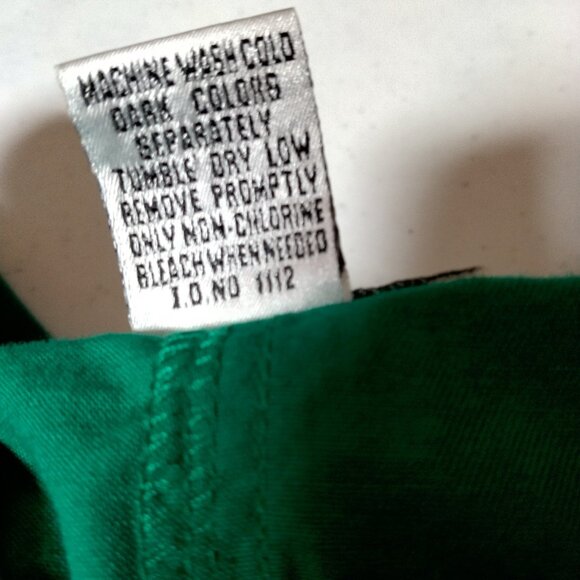 MACHINE WASH COLD
DARK COLORS
SEPARATELY
TUMBLE DRY LOW
REMOVE PROMPTLY
ONLY NON-CHLORINE
BLEACH WHEN NEEDED
I.D.NO 1112